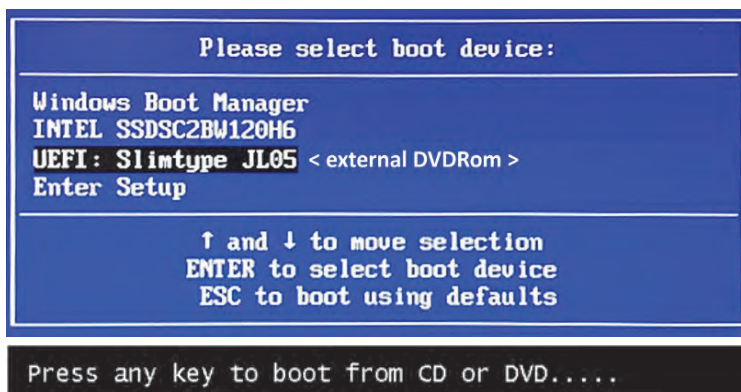 Please select boot device:
Windows Boot Manager
INTEL SSDSC2BW120H6
UEFI: Slimtype JL05 < external DVDRom >
Enter Setup
↑ and ↓ to move selection
ENTER to select boot device
ESC to boot using defaults
Press any key to boot from CD or DVD.....